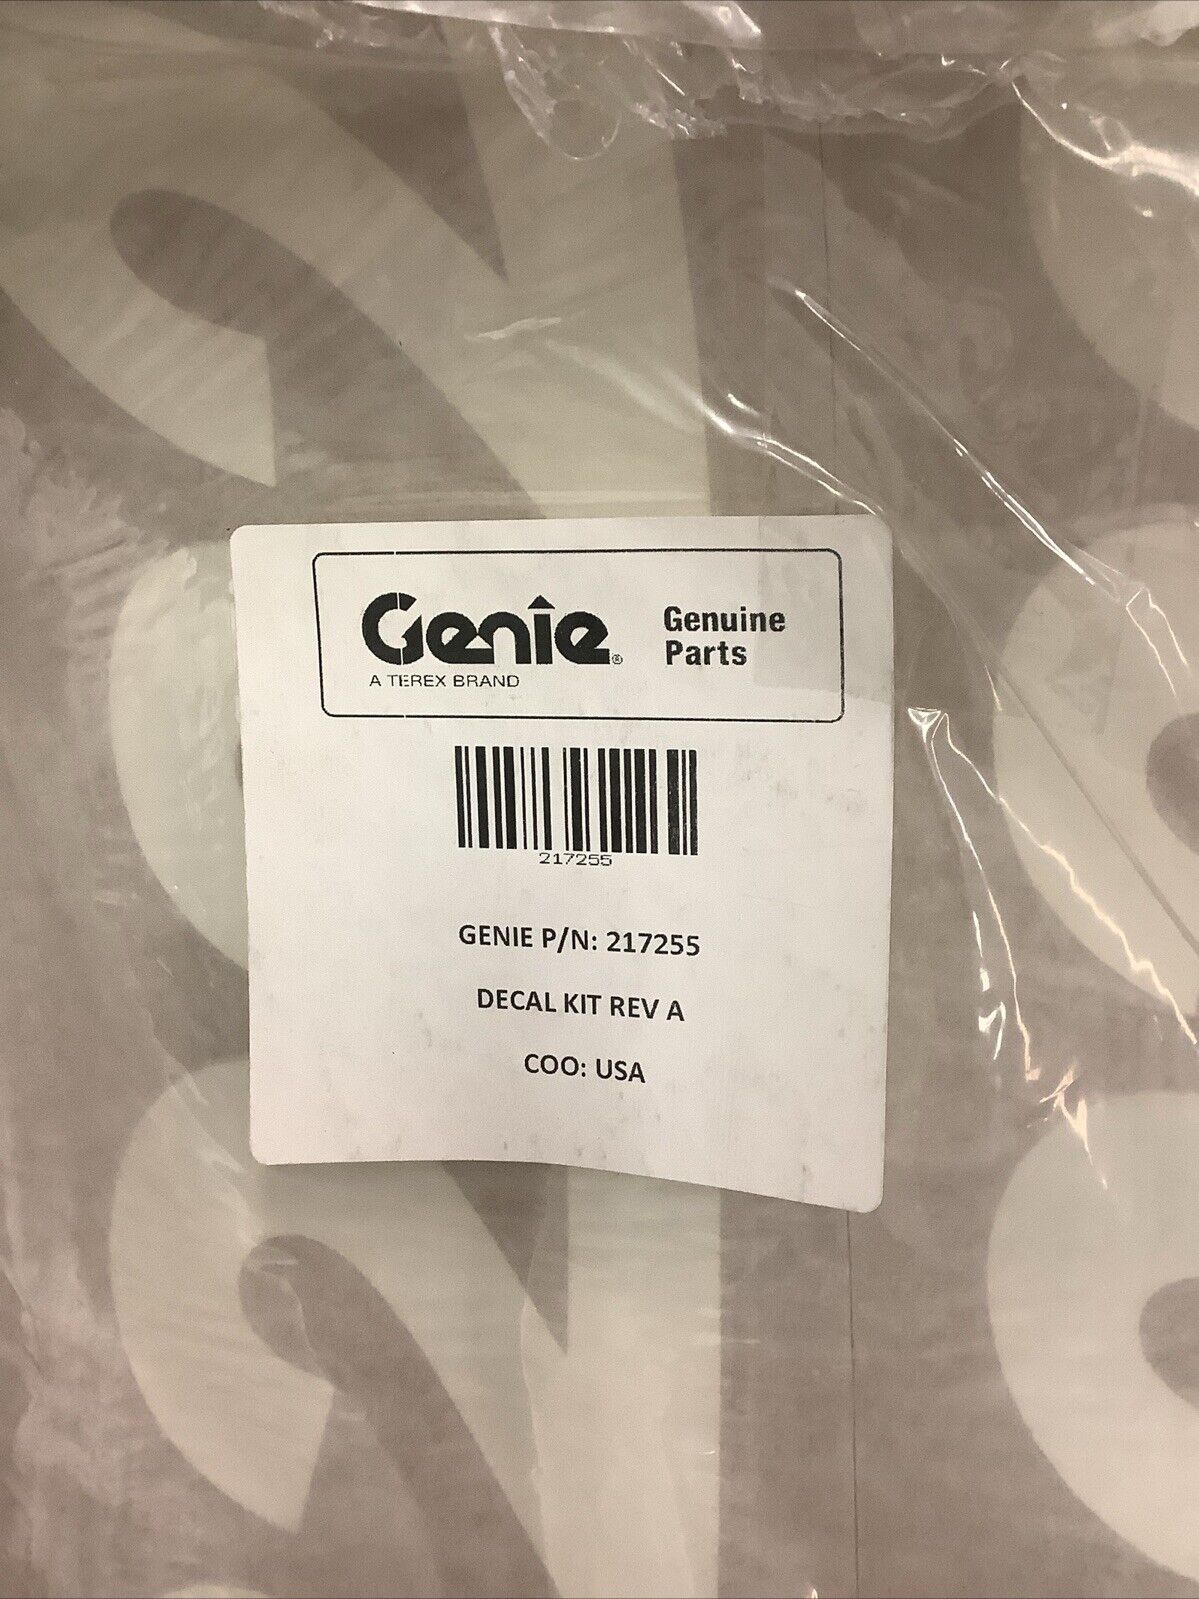 Genie®
A TEREX BRAND
Genuine
Parts
217255
GENIE P/N: 217255
DECAL KIT REV A
COO: USA